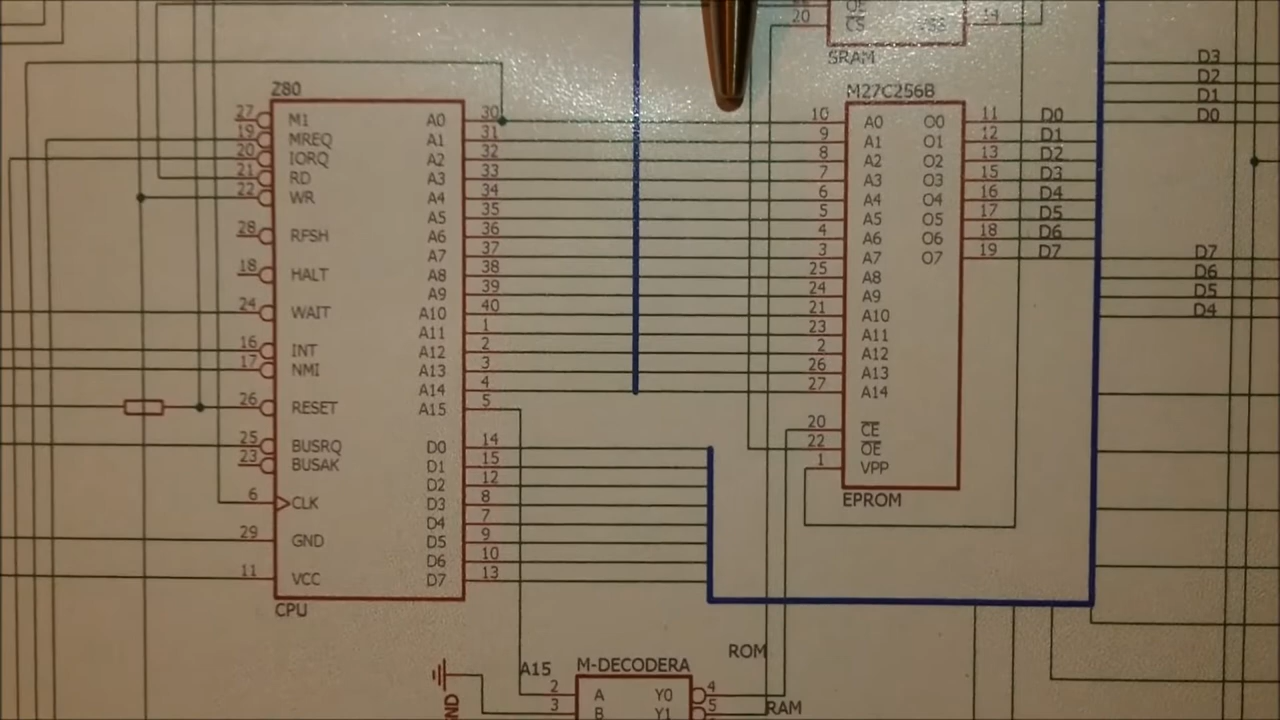 OE
20
CS
VSS
14
SRAM
D3
D2
D1
D0
Z80
27 M1
19 MREQ
20 IORQ
21 RD
22 WR
28 RFSH
18 HALT
24 WAIT
16 INT
17 NMI
26 RESET
25 BUSRQ
23 BUSAK
6 CLK
29 GND
11 VCC
A0 30
A1 31
A2 32
A3 33
A4 34
A5 35
A6 36
A7 37
A8 38
A9 39
A10 40
A11 1
A12 2
A13 3
A14 4
A15 5
D0 14
D1 15
D2 12
D3 8
D4 7
D5 9
D6 10
D7 13
CPU
M27C256B
10 A0 O0 11 D0
9 A1 O1 12 D1
8 A2 O2 13 D2
7 A3 O3 15 D3
6 A4 O4 16 D4
5 A5 O5 17 D5
4 A6 O6 18 D6
3 A7 O7 19 D7
25 A8
24 A9
21 A10
23 A11
2 A12
26 A13
27 A14
20 CE
22 OE
1 VPP
EPROM
D7
D6
D5
D4
A15
M-DECODERA
ROM
2 A Y0 4
3 B Y1 5
RAM
ND